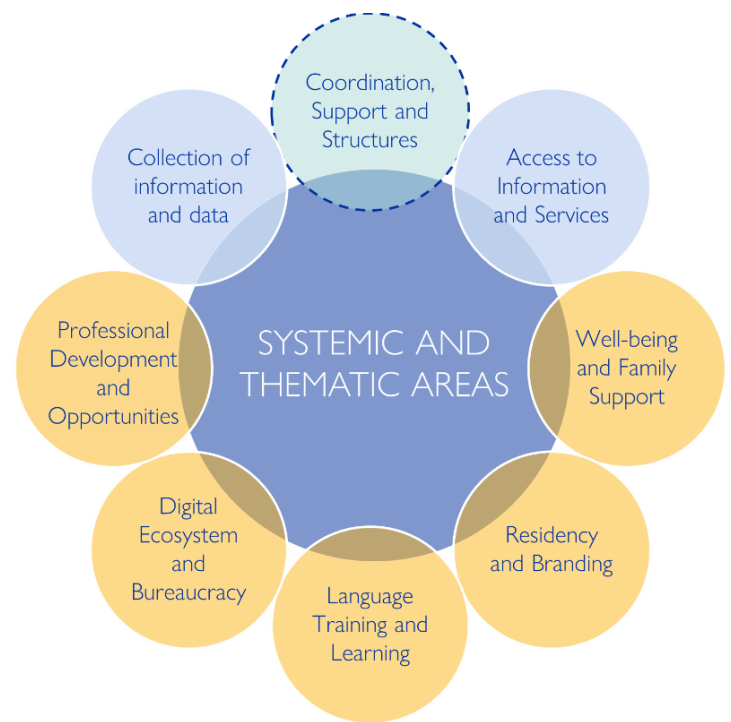 Coordination,
Support and
Structures
Collection of
information
and data
Access to
Information
and Services
Professional
Development
and
Opportunities
SYSTEMIC AND
THEMATIC AREAS
Well-being
and Family
Support
Digital
Ecosystem
and
Bureaucracy
Residency
and Branding
Language
Training and
Learning